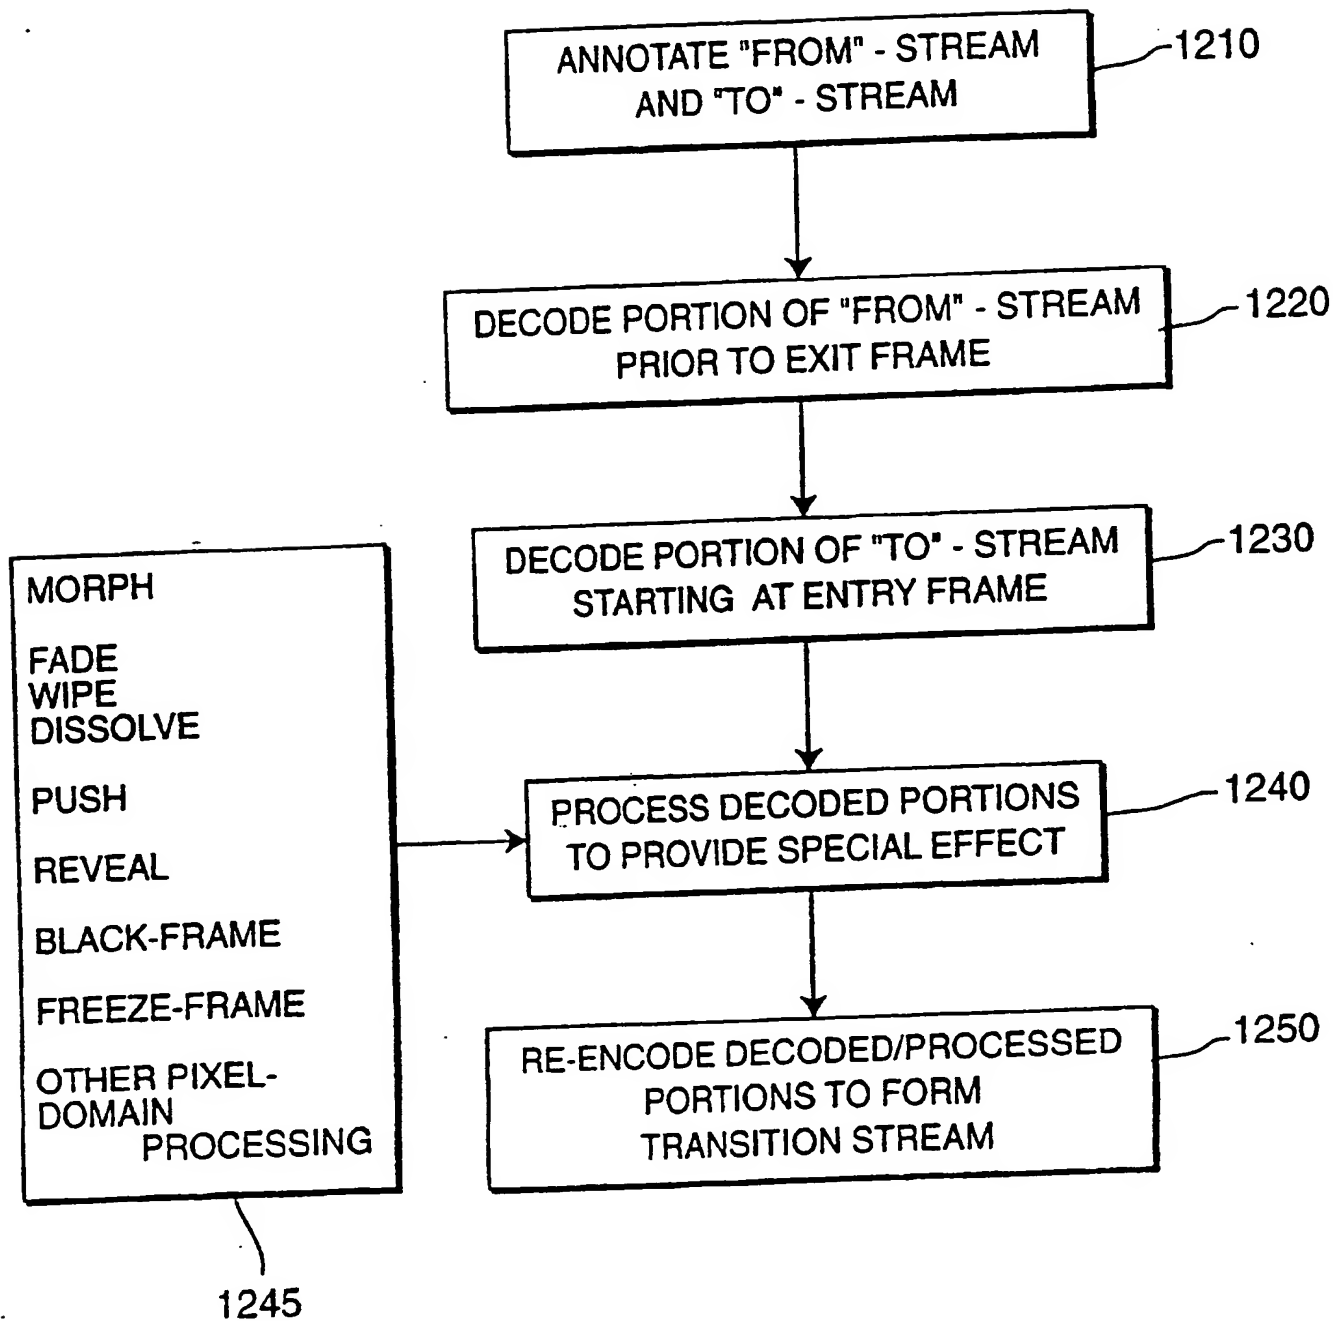 ANNOTATE "FROM" - STREAM
AND "TO" - STREAM
1210
DECODE PORTION OF "FROM" - STREAM
PRIOR TO EXIT FRAME
1220
DECODE PORTION OF "TO" - STREAM
STARTING AT ENTRY FRAME
1230
MORPH
FADE
WIPE
DISSOLVE
PUSH
REVEAL
BLACK-FRAME
FREEZE-FRAME
OTHER PIXEL-
DOMAIN
PROCESSING
1245
PROCESS DECODED PORTIONS
TO PROVIDE SPECIAL EFFECT
1240
RE-ENCODE DECODED/PROCESSED
PORTIONS TO FORM
TRANSITION STREAM
1250